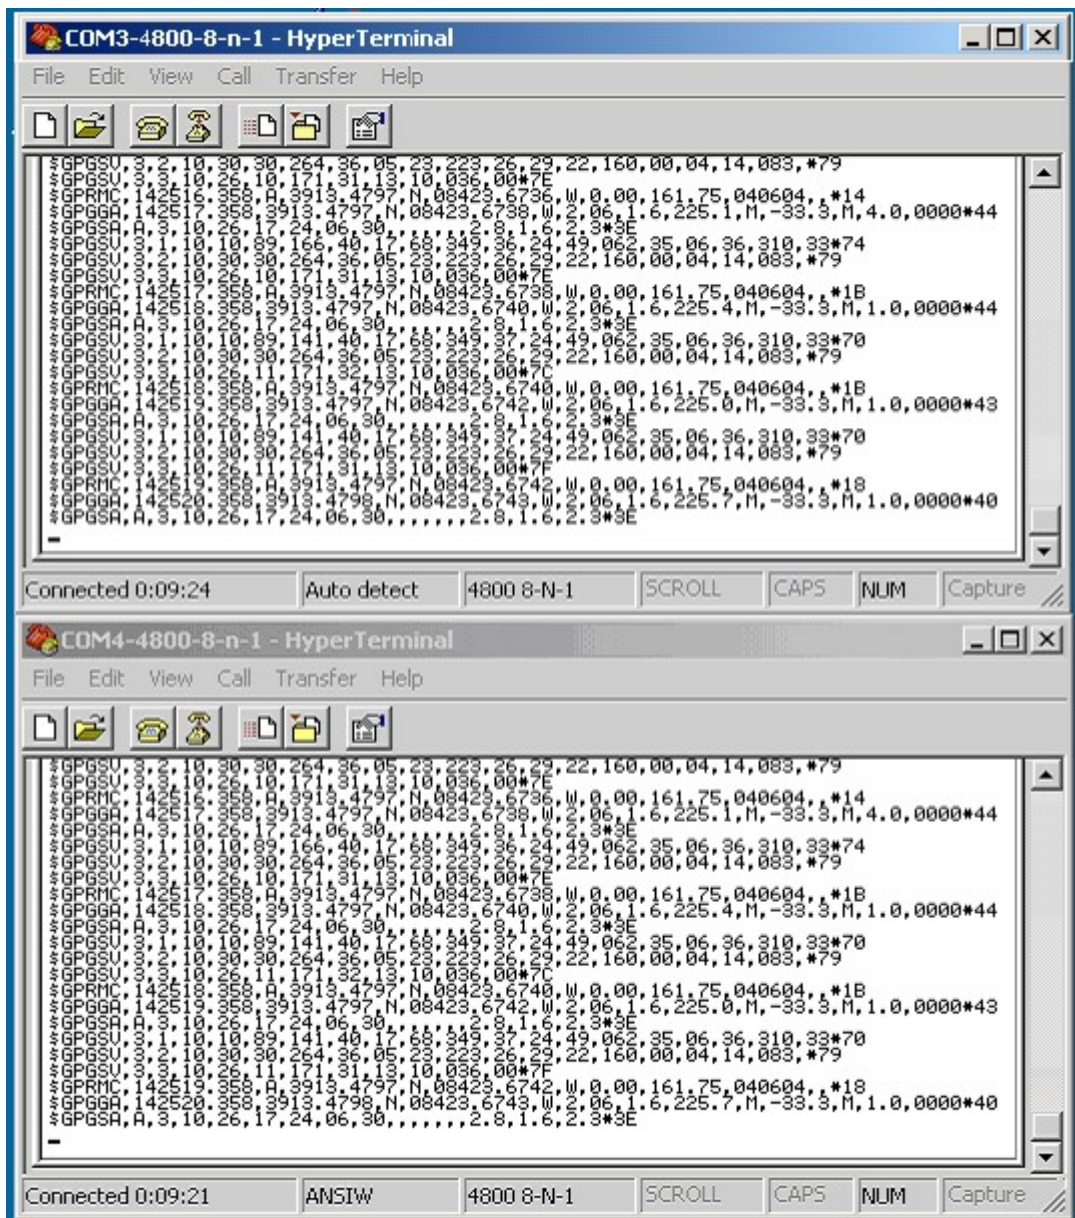 COM3-4800-8-n-1 - HyperTerminal
File Edit View Call Transfer Help
$GPGSV,3,2,10,30,30,264,36,05,23,223,26,29,22,160,00,04,14,083,*79
$GPGSV,3,3,10,26,10,171,31,13,10,036,00*7E
$GPRMC,142516.358,A,3913.4797,N,08423.6736,W,0.00,161.75,040604,,*14
$GPGGA,142517.358,3913.4797,N,08423.6738,W,2,06,1.6,225.1,M,-33.3,M,4.0,0000*44
$GPGSA,A,3,10,26,17,24,06,30,,,,,,,2.8,1.6,2.3*3E
$GPGSV,3,1,10,10,89,166,40,17,68,349,36,24,49,062,35,06,36,310,33*74
$GPGSV,3,2,10,30,30,264,36,05,23,223,26,29,22,160,00,04,14,083,*79
$GPGSV,3,3,10,26,10,171,31,13,10,036,00*7E
$GPRMC,142517.358,A,3913.4797,N,08423.6738,W,0.00,161.75,040604,,*1B
$GPGGA,142518.358,3913.4797,N,08423.6740,W,2,06,1.6,225.4,M,-33.3,M,1.0,0000*44
$GPGSA,A,3,10,26,17,24,06,30,,,,,,,2.8,1.6,2.3*3E
$GPGSV,3,1,10,10,89,141,40,17,68,349,37,24,49,062,35,06,36,310,33*70
$GPGSV,3,2,10,30,30,264,36,05,23,223,26,29,22,160,00,04,14,083,*79
$GPGSV,3,3,10,26,11,171,32,13,10,036,00*7C
$GPRMC,142518.358,A,3913.4797,N,08423.6740,W,0.00,161.75,040604,,*1B
$GPGGA,142519.358,3913.4797,N,08423.6742,W,2,06,1.6,225.0,M,-33.3,M,1.0,0000*43
$GPGSA,A,3,10,26,17,24,06,30,,,,,,,2.8,1.6,2.3*3E
$GPGSV,3,1,10,10,89,141,40,17,68,349,37,24,49,062,35,06,36,310,33*70
$GPGSV,3,2,10,30,30,264,36,05,23,223,26,29,22,160,00,04,14,083,*79
$GPGSV,3,3,10,26,11,171,31,13,10,036,00*7F
$GPRMC,142519.358,A,3913.4797,N,08423.6742,W,0.00,161.75,040604,,*18
$GPGGA,142520.358,3913.4798,N,08423.6743,W,2,06,1.6,225.7,M,-33.3,M,1.0,0000*40
$GPGSA,A,3,10,26,17,24,06,30,,,,,,,2.8,1.6,2.3*3E
Connected 0:09:24 Auto detect 4800 8-N-1 SCROLL CAPS NUM Capture
COM4-4800-8-n-1 - HyperTerminal
File Edit View Call Transfer Help
$GPGSV,3,2,10,30,30,264,36,05,23,223,26,29,22,160,00,04,14,083,*79
$GPGSV,3,3,10,26,10,171,31,13,10,036,00*7E
$GPRMC,142516.358,A,3913.4797,N,08423.6736,W,0.00,161.75,040604,,*14
$GPGGA,142517.358,3913.4797,N,08423.6738,W,2,06,1.6,225.1,M,-33.3,M,4.0,0000*44
$GPGSA,A,3,10,26,17,24,06,30,,,,,,,2.8,1.6,2.3*3E
$GPGSV,3,1,10,10,89,166,40,17,68,349,36,24,49,062,35,06,36,310,33*74
$GPGSV,3,2,10,30,30,264,36,05,23,223,26,29,22,160,00,04,14,083,*79
$GPGSV,3,3,10,26,10,171,31,13,10,036,00*7E
$GPRMC,142517.358,A,3913.4797,N,08423.6738,W,0.00,161.75,040604,,*1B
$GPGGA,142518.358,3913.4797,N,08423.6740,W,2,06,1.6,225.4,M,-33.3,M,1.0,0000*44
$GPGSA,A,3,10,26,17,24,06,30,,,,,,,2.8,1.6,2.3*3E
$GPGSV,3,1,10,10,89,141,40,17,68,349,37,24,49,062,35,06,36,310,33*70
$GPGSV,3,2,10,30,30,264,36,05,23,223,26,29,22,160,00,04,14,083,*79
$GPGSV,3,3,10,26,11,171,32,13,10,036,00*7C
$GPRMC,142518.358,A,3913.4797,N,08423.6740,W,0.00,161.75,040604,,*1B
$GPGGA,142519.358,3913.4797,N,08423.6742,W,2,06,1.6,225.0,M,-33.3,M,1.0,0000*43
$GPGSA,A,3,10,26,17,24,06,30,,,,,,,2.8,1.6,2.3*3E
$GPGSV,3,1,10,10,89,141,40,17,68,349,37,24,49,062,35,06,36,310,33*70
$GPGSV,3,2,10,30,30,264,36,05,23,223,26,29,22,160,00,04,14,083,*79
$GPGSV,3,3,10,26,11,171,31,13,10,036,00*7F
$GPRMC,142519.358,A,3913.4797,N,08423.6742,W,0.00,161.75,040604,,*18
$GPGGA,142520.358,3913.4798,N,08423.6743,W,2,06,1.6,225.7,M,-33.3,M,1.0,0000*40
$GPGSA,A,3,10,26,17,24,06,30,,,,,,,2.8,1.6,2.3*3E
Connected 0:09:21 ANSIW 4800 8-N-1 SCROLL CAPS NUM Capture